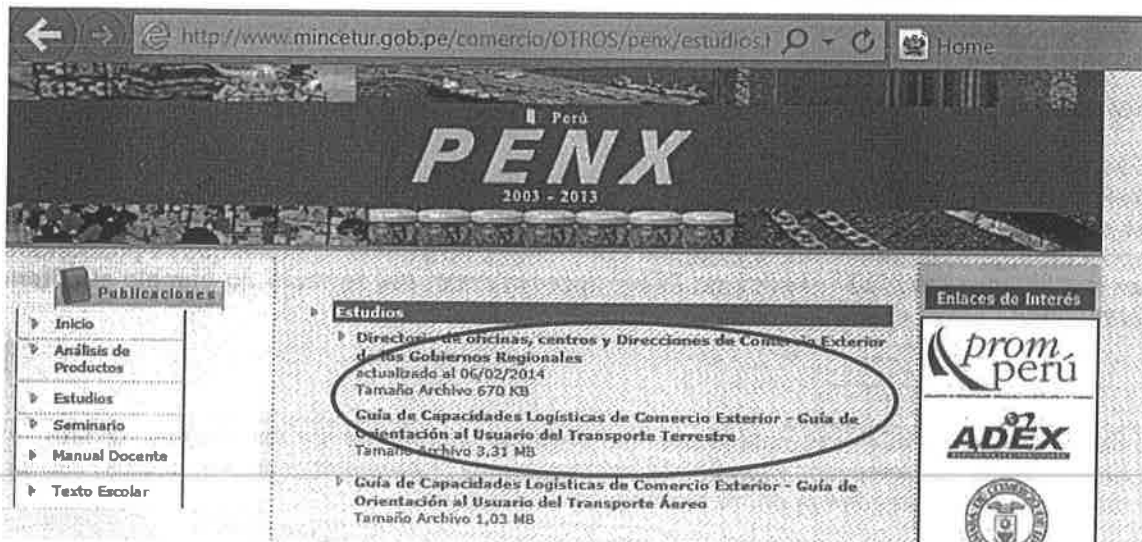 http://www.mincetur.gob.pe/comercio/OTROS/penx/estudios.
Home
Perú
PENX
2003 - 2013
Publicaciones
Inicio
Análisis de
Productos
Estudios
Seminario
Manual Docente
Texto Escolar
Estudios
Directorio de oficinas, centros y Direcciones de Comercio Exterior
de los Gobiernos Regionales
actualizado al 06/02/2014
Tamaño Archivo 670 KB
Guía de Capacidades Logísticas de Comercio Exterior - Guía de
Orientación al Usuario del Transporte Terrestre
Tamaño Archivo 3,31 MB
Guía de Capacidades Logísticas de Comercio Exterior - Guía de
Orientación al Usuario del Transporte Áereo
Tamaño Archivo 1,03 MB
Enlaces de Interés
prom
perú
ADEX